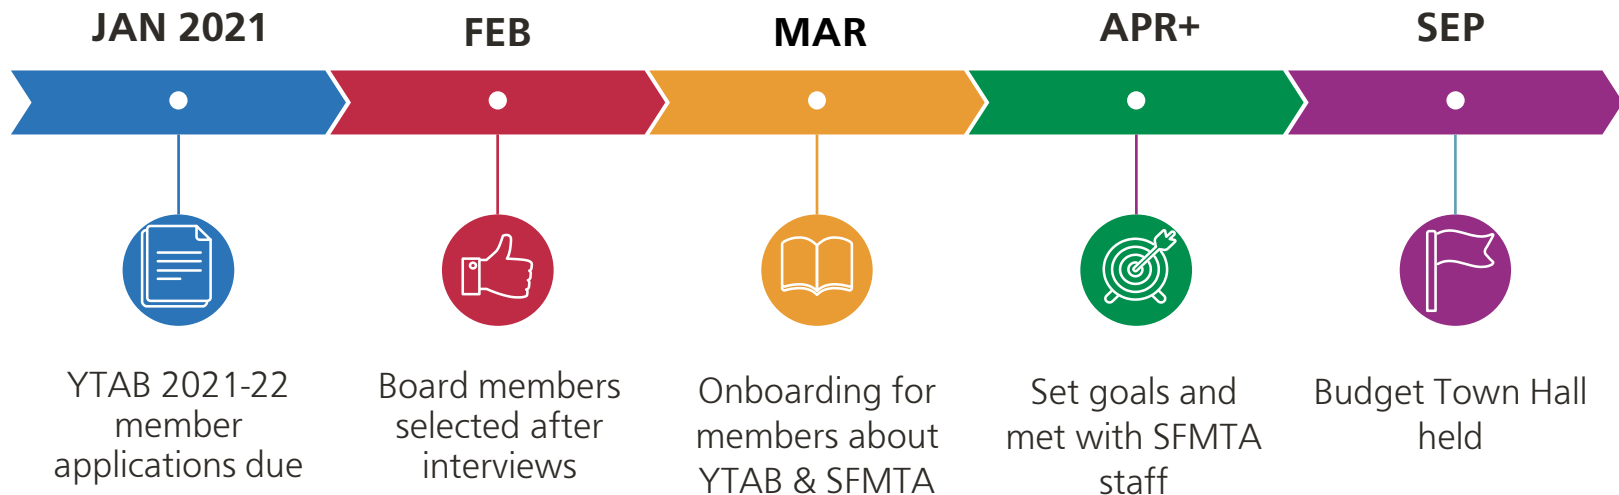 JAN 2021
FEB
MAR
APR+
SEP
YTAB 2021-22
member
applications due
Board members
selected after
interviews
Onboarding for
members about
YTAB & SFMTA
Set goals and
met with SFMTA
staff
Budget Town Hall
held